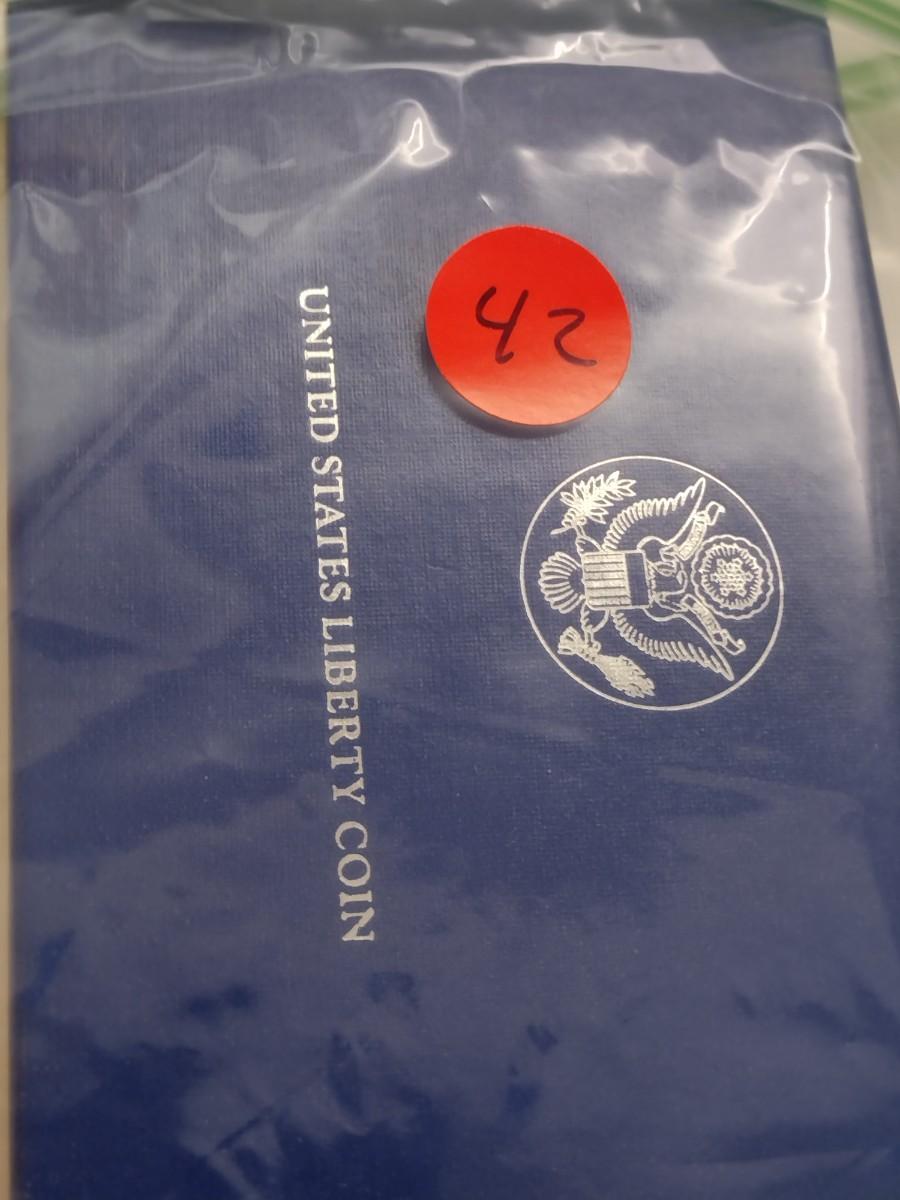 42
UNITED STATES LIBERTY COIN